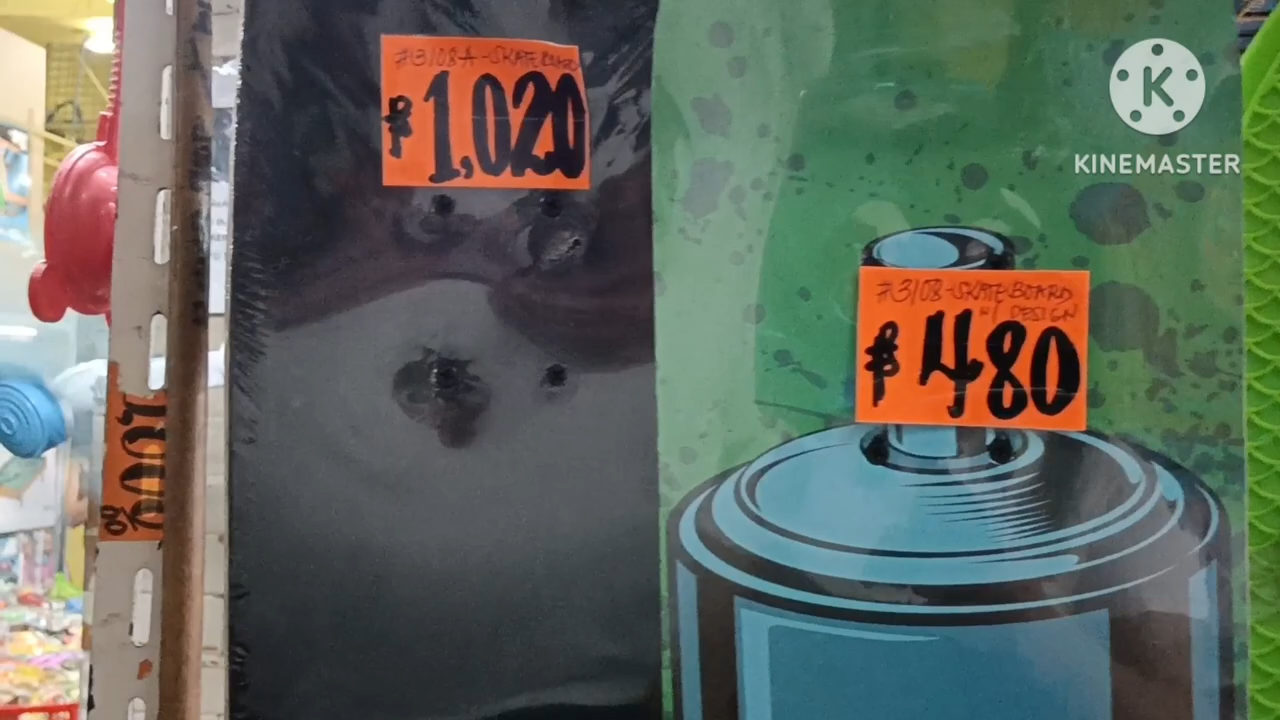 #3108A-SKATEBOARD
₱1,020
#3108-SKATEBOARD
W/ DESIGN
₱480
K
KINEMASTER